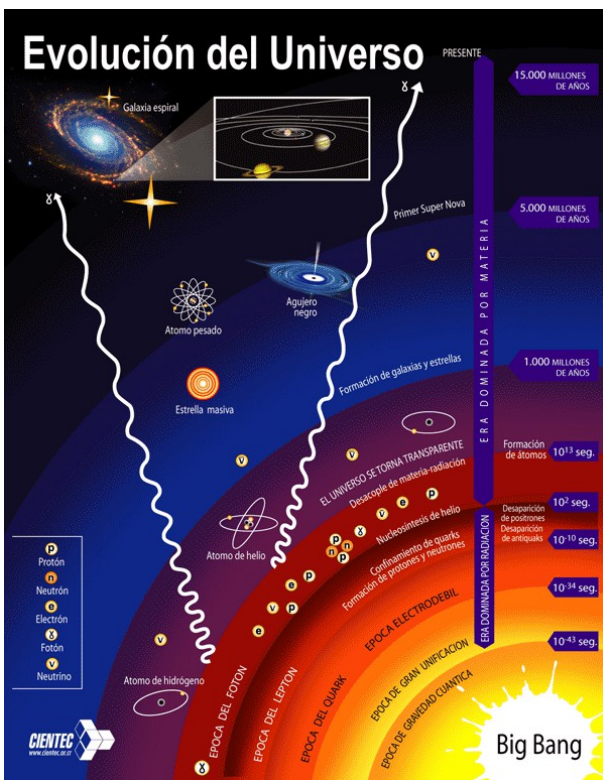 Evolución del Universo
PRESENTE
15.000 MILLONES
DE AÑOS
Galaxia espiral
ɣ
ɣ
Primer Super Nova
5.000 MILLONES
DE AÑOS
ν
Agujero
negro
Atomo pesado
Estrella masiva
ERA DOMINADA POR MATERIA
Formación de galaxias y estrellas
1.000 MILLONES
DE AÑOS
EL UNIVERSO SE TORNA TRANSPARENTE
Formación
de átomos
10¹³ seg.
Desacople de materia-radiación
Atomo de helio
Nucleosintesis de helio
10² seg.
Desaparición
de positrones
Desaparición
de antiquaks
10⁻¹⁰ seg.
Confinamiento de quarks
Formación de protones y neutrones
ERA DOMINADA POR RADIACION
p
Protón
n
Neutrón
e
Electrón
ɣ
Fotón
ν
Neutrino
EPOCA ELECTRODEBIL
10⁻³⁴ seg.
10⁻⁴³ seg.
Atomo de hidrógeno
EPOCA DEL FOTON
EPOCA DEL LEPTON
EPOCA DEL QUARK
EPOCA DE GRAN UNIFICACION
EPOCA DE GRAVEDAD CUANTICA
Big Bang
CIENTEC
www.cientec.or.cr